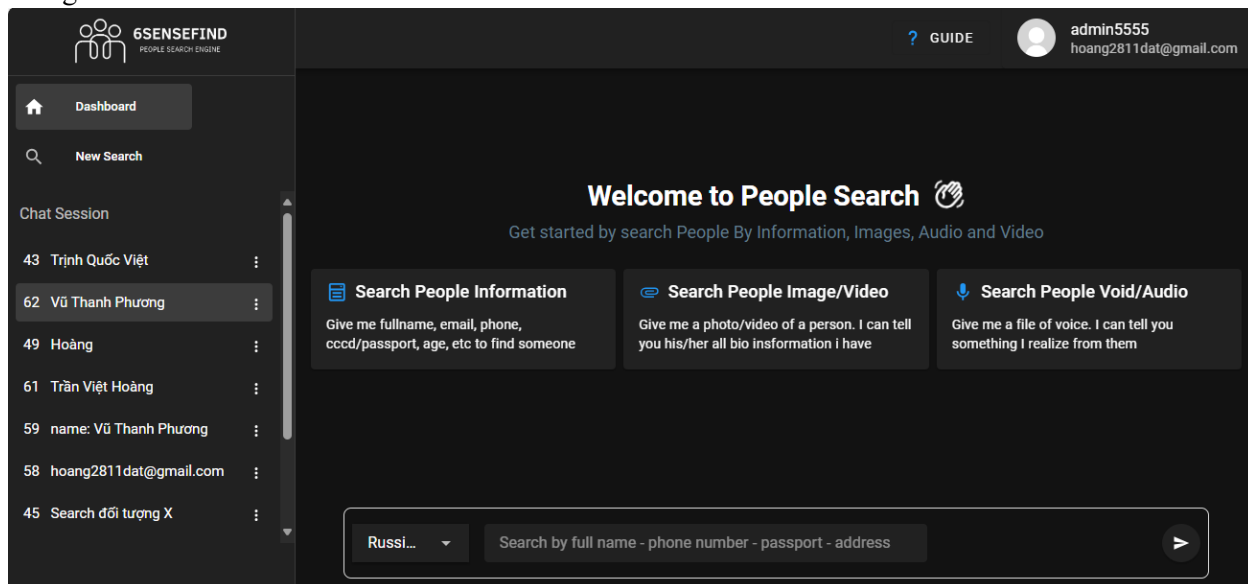 6SENSEFIND
PEOPLE SEARCH ENGINE
? GUIDE
admin5555
hoang2811dat@gmail.com
Dashboard
New Search
Chat Session
43 Trịnh Quốc Việt
62 Vũ Thanh Phương
49 Hoàng
61 Trần Việt Hoàng
59 name: Vũ Thanh Phương
58 hoang2811dat@gmail.com
45 Search đối tượng X
Welcome to People Search
Get started by search People By Information, Images, Audio and Video
Search People Information
Give me fullname, email, phone,
cccd/passport, age, etc to find someone
Search People Image/Video
Give me a photo/video of a person. I can tell
you his/her all bio insformation i have
Search People Void/Audio
Give me a file of voice. I can tell you
something I realize from them
Russi...
Search by full name - phone number - passport - address